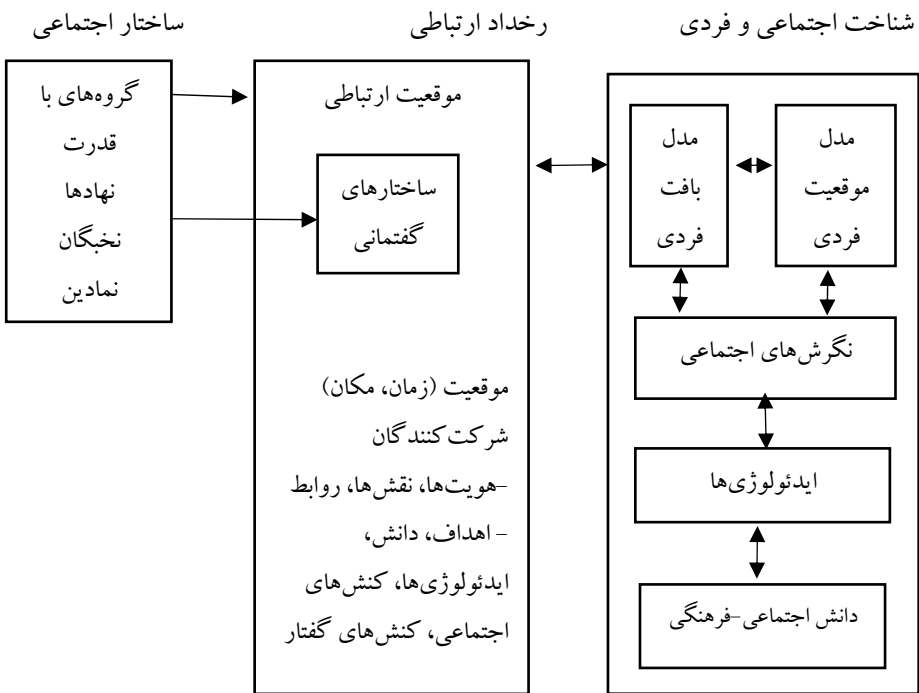 شناخت اجتماعی و فردی
رخداد ارتباطی
ساختار اجتماعی
مدل
بافت
فردی
مدل
موقعیت
فردی
نگرش‌های اجتماعی
ایدئولوژی‌ها
دانش اجتماعی-فرهنگی
موقعیت ارتباطی
ساختارهای
گفتمانی
موقعیت (زمان، مکان)
شرکت‌کنندگان
-هویت‌ها، نقش‌ها، روابط
- اهداف، دانش،
ایدئولوژی‌ها، کنش‌های
اجتماعی، کنش‌های گفتار
گروه‌های با
قدرت
نهادها
نخبگان
نمادین